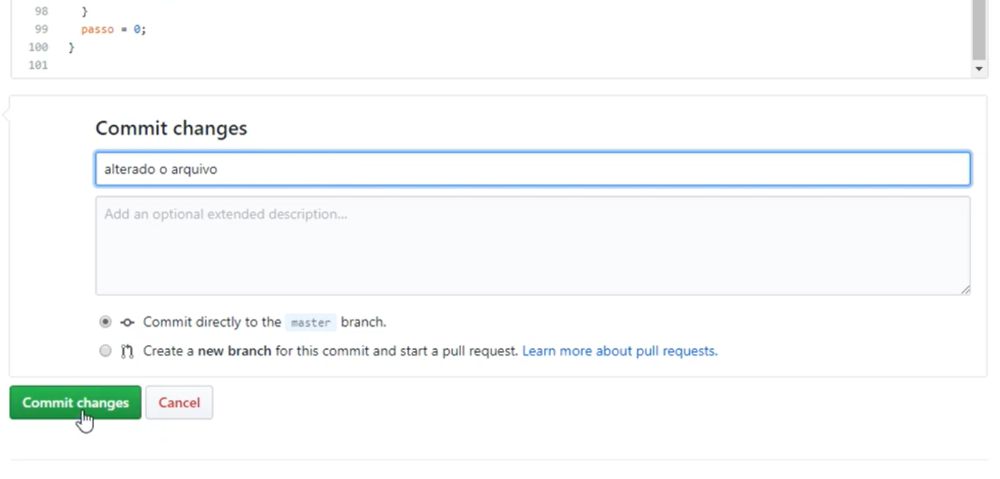 98 }
99 passo = 0;
100 }
101
Commit changes
alterado o arquivo
Add an optional extended description...
Commit directly to the master branch.
Create a new branch for this commit and start a pull request. Learn more about pull requests.
Commit changes Cancel